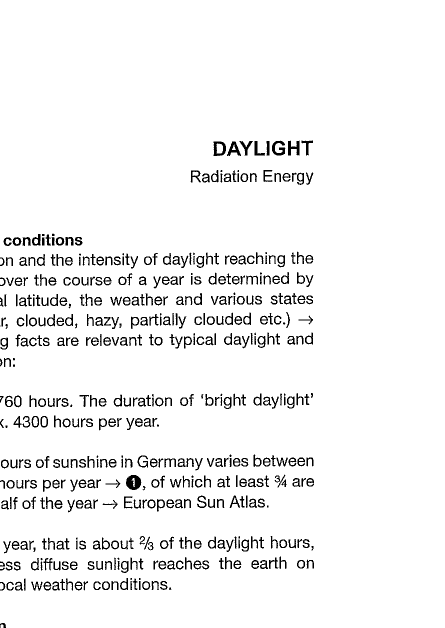 DAYLIGHT
Radiation Energy
conditions
on and the intensity of daylight reaching the
over the course of a year is determined by
al latitude, the weather and various states
r, clouded, hazy, partially clouded etc.) →
g facts are relevant to typical daylight and
on:
760 hours. The duration of ‘bright daylight’
x. 4300 hours per year.
ours of sunshine in Germany varies between
hours per year → ❶, of which at least ¾ are
alf of the year → European Sun Atlas.
year, that is about ⅔ of the daylight hours,
ess diffuse sunlight reaches the earth on
ocal weather conditions.